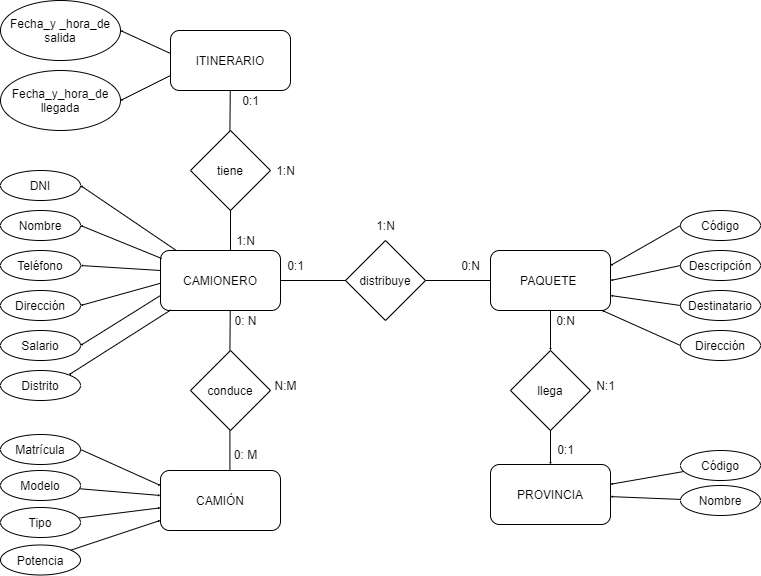 Fecha_y _hora_de
salida
ITINERARIO
Fecha_y_hora_de
llegada
0:1
tiene
1:N
DNI
Nombre
1:N
1:N
Código
Teléfono
CAMIONERO
0:1
distribuye
0:N
PAQUETE
Descripción
Dirección
Destinatario
0: N
0:N
Salario
Dirección
Distrito
conduce
N:M
llega
N:1
Matrícula
0: M
0:1
Código
Modelo
CAMIÓN
PROVINCIA
Nombre
Tipo
Potencia